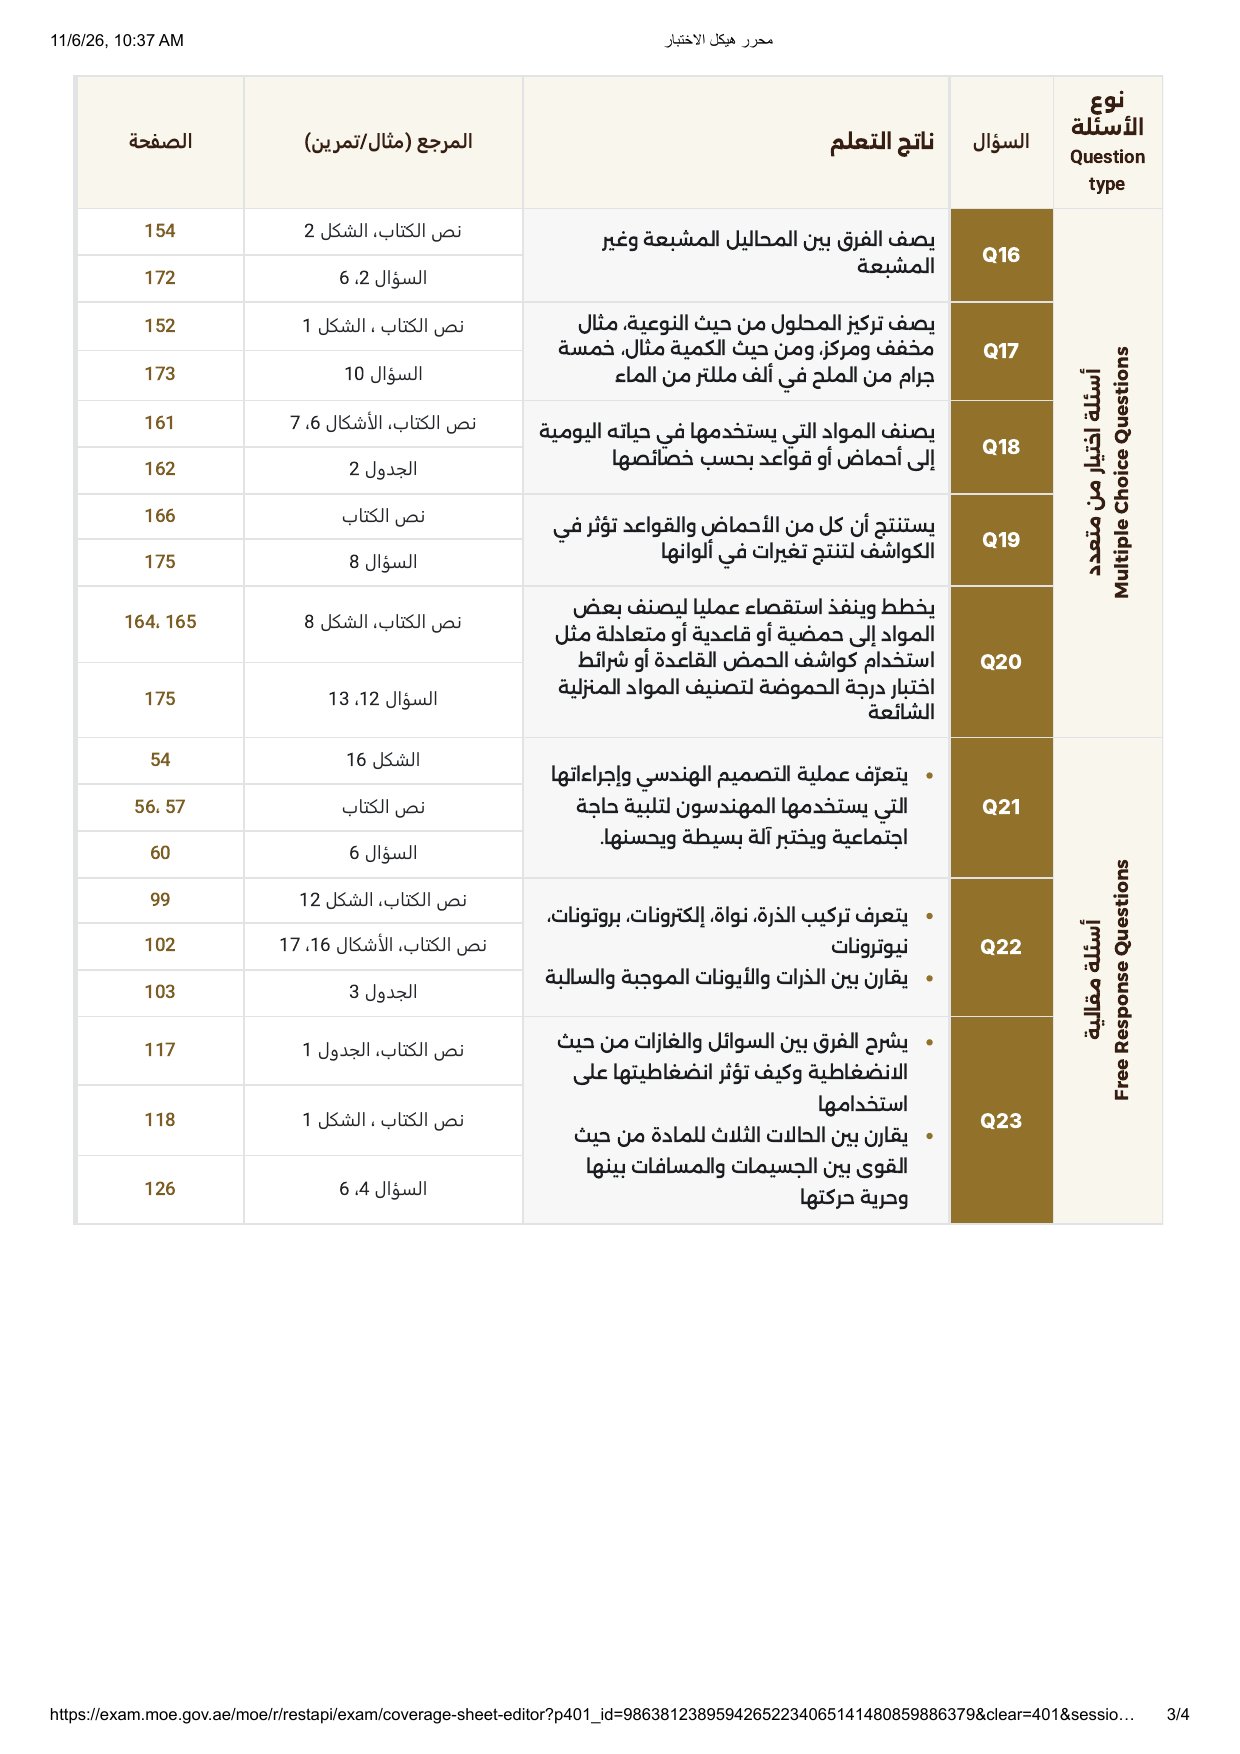 11/6/26, 10:37 AM
محرر هيكل الاختبار
نوع
الأسئلة
Question
type
السؤال
ناتج التعلم
المرجع (مثال/تمرين)
الصفحة
أسئلة اختيار من متعدد
Multiple Choice Questions
Q16
يصف الفرق بين المحاليل المشبعة وغير
المشبعة
نص الكتاب، الشكل 2
154
السؤال 2، 6
172
Q17
يصف تركيز المحلول من حيث النوعية، مثال
مخفف ومركز، ومن حيث الكمية مثال، خمسة
جرام من الملح في ألف مللتر من الماء
نص الكتاب ، الشكل 1
152
السؤال 10
173
Q18
يصنف المواد التي يستخدمها في حياته اليومية
إلى أحماض أو قواعد بحسب خصائصها
نص الكتاب، الأشكال 6، 7
161
الجدول 2
162
Q19
يستنتج أن كل من الأحماض والقواعد تؤثر في
الكواشف لتنتج تغيرات في ألوانها
نص الكتاب
166
السؤال 8
175
Q20
يخطط وينفذ استقصاء عمليا ليصنف بعض
المواد إلى حمضية أو قاعدية أو متعادلة مثل
استخدام كواشف الحمض القاعدة أو شرائط
اختبار درجة الحموضة لتصنيف المواد المنزلية
الشائعة
نص الكتاب، الشكل 8
164، 165
السؤال 12، 13
175
أسئلة مقالية
Free Response Questions
Q21
• يتعرّف عملية التصميم الهندسي وإجراءاتها
التي يستخدمها المهندسون لتلبية حاجة
اجتماعية ويختبر آلة بسيطة ويحسنها.
الشكل 16
54
نص الكتاب
56، 57
السؤال 6
60
Q22
• يتعرف تركيب الذرة، نواة، إلكترونات، بروتونات،
نيوترونات
• يقارن بين الذرات والأيونات الموجبة والسالبة
نص الكتاب، الشكل 12
99
نص الكتاب، الأشكال 16، 17
102
الجدول 3
103
Q23
• يشرح الفرق بين السوائل والغازات من حيث
الانضغاطية وكيف تؤثر انضغاطيتها على
استخدامها
• يقارن بين الحالات الثلاث للمادة من حيث
القوى بين الجسيمات والمسافات بينها
وحرية حركتها
نص الكتاب، الجدول 1
117
نص الكتاب ، الشكل 1
118
السؤال 4، 6
126
https://exam.moe.gov.ae/moe/r/restapi/exam/coverage-sheet-editor?p401_id=98638123895942652234065141480859886379&clear=401&sessio…
3/4